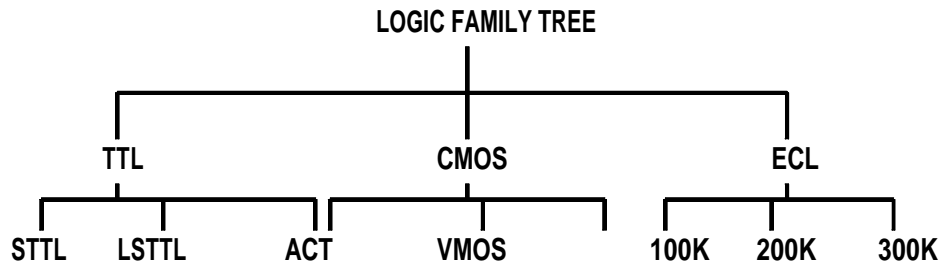 LOGIC FAMILY TREE
TTL CMOS ECL
STTL LSTTL ACT VMOS 100K 200K 300K